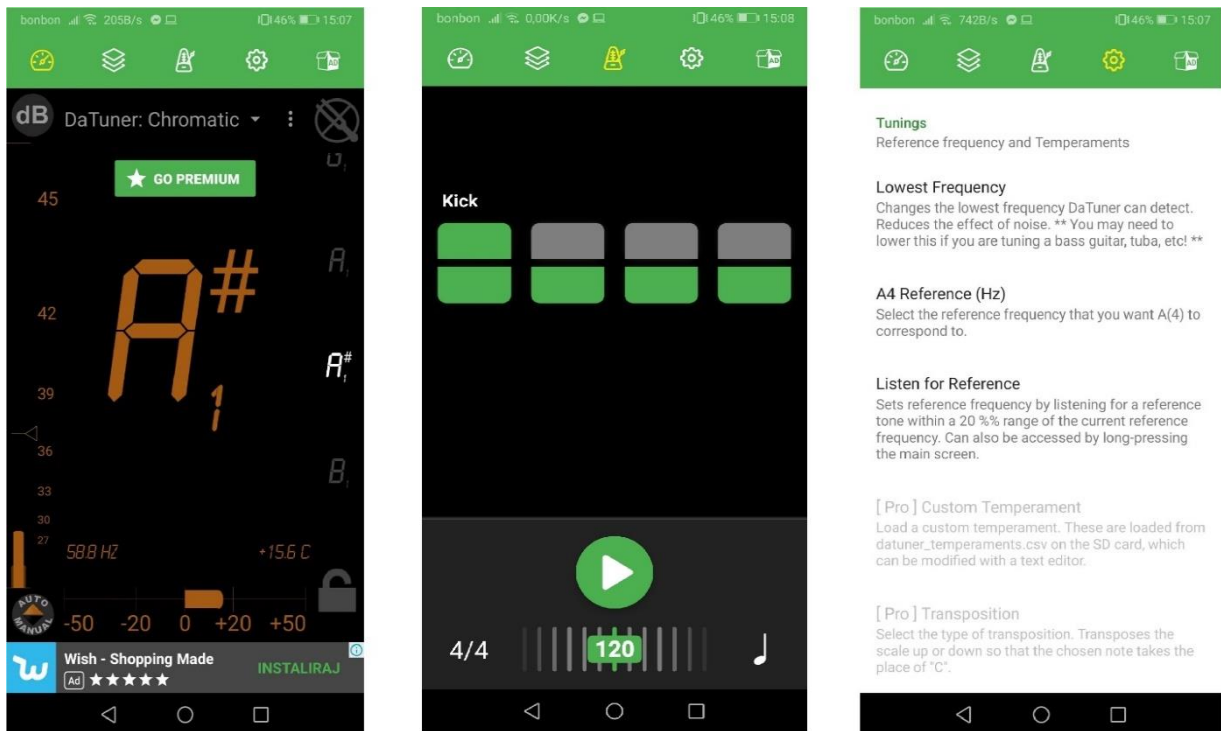 bonbon 205B/s 46% 15:07
dB DaTuner: Chromatic
GO PREMIUM
45
42
39
36
33
30
27
A#1
A1
A#1
B1
58.8 HZ +15.6 C
AUTO
MANUAL
-50 -20 0 +20 +50
Wish - Shopping Made
Ad
INSTALIRAJ
bonbon 0,00K/s 46% 15:08
AD
Kick
4/4 120
bonbon 742B/s 46% 15:07
AD
Tunings
Reference frequency and Temperaments
Lowest Frequency
Changes the lowest frequency DaTuner can detect.
Reduces the effect of noise. ** You may need to
lower this if you are tuning a bass guitar, tuba, etc! **
A4 Reference (Hz)
Select the reference frequency that you want A(4) to
correspond to.
Listen for Reference
Sets reference frequency by listening for a reference
tone within a 20 %% range of the current reference
frequency. Can also be accessed by long-pressing
the main screen.
[ Pro ] Custom Temperament
Load a custom temperament. These are loaded from
datuner_temperaments.csv on the SD card, which
can be modified with a text editor.
[ Pro ] Transposition
Select the type of transposition. Transposes the
scale up or down so that the chosen note takes the
place of "C".